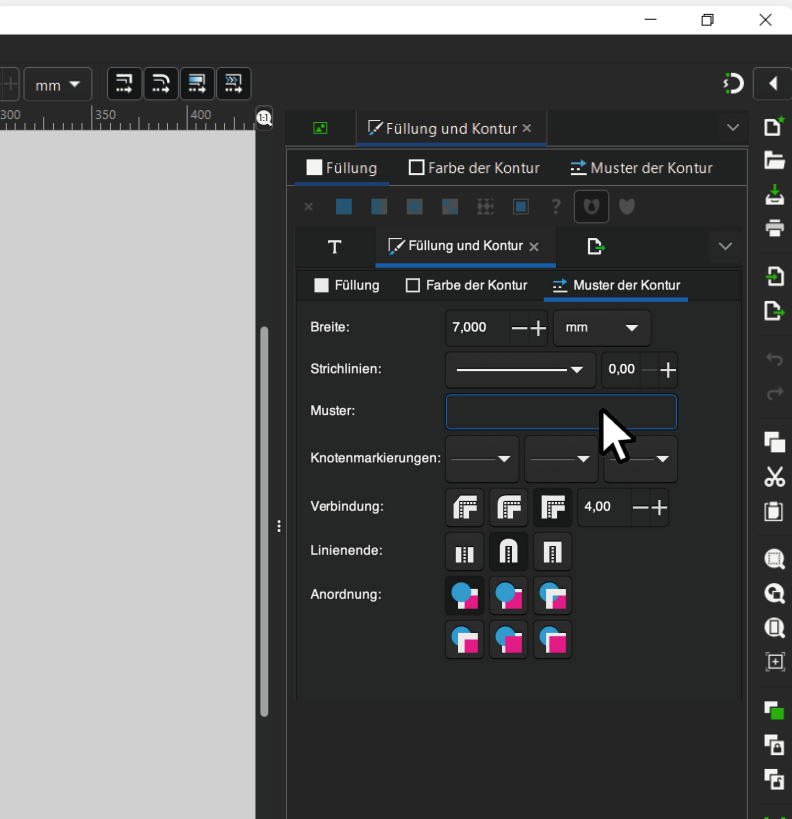 mm
300 350 400
1:1
Füllung und Kontur ×
Füllung Farbe der Kontur Muster der Kontur
× ?
T Füllung und Kontur ×
Füllung Farbe der Kontur Muster der Kontur
Breite: 7,000 mm
Strichlinien: 0,00
Muster:
Knotenmarkierungen:
Verbindung: 4,00
Linienende:
Anordnung: